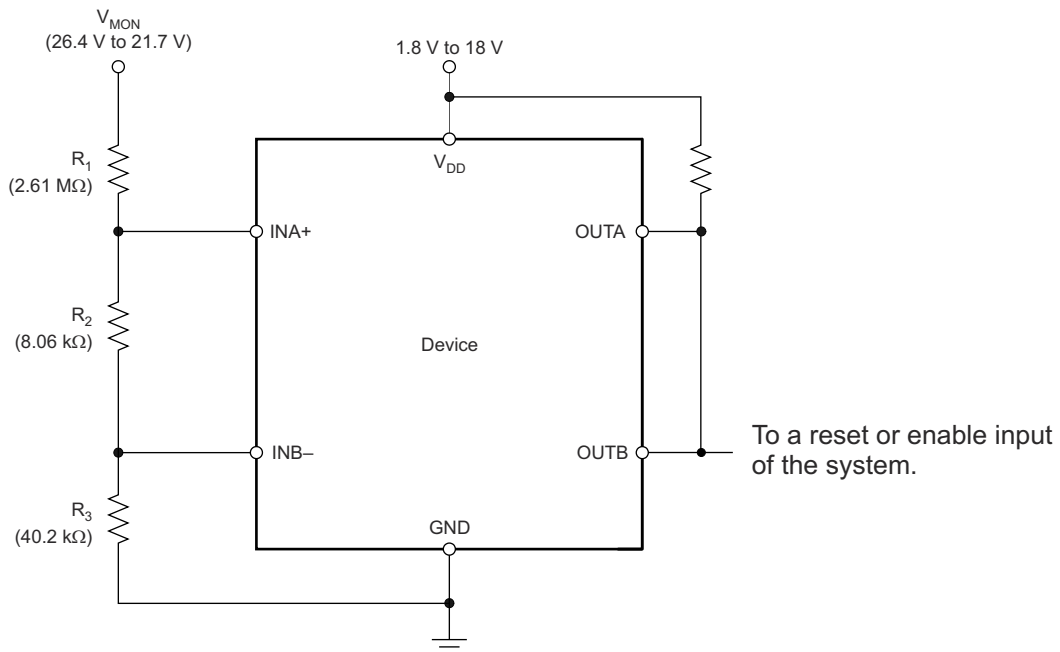 V_MON
(26.4 V to 21.7 V)
1.8 V to 18 V
R_1
(2.61 MΩ)
V_DD
INA+
OUTA
R_2
(8.06 kΩ)
Device
INB–
OUTB
To a reset or enable input
of the system.
R_3
(40.2 kΩ)
GND